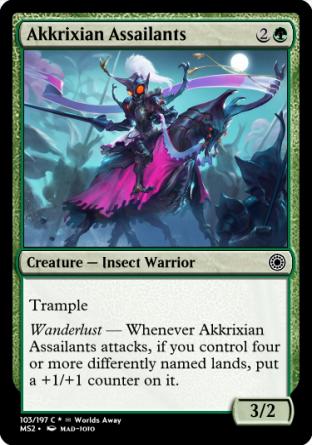 Akkrixian Assailants 2
Creature — Insect Warrior
Trample
Wanderlust — Whenever Akkrixian
Assailants attacks, if you control four
or more differently named lands, put
a +1/+1 counter on it.
3/2
103/197 C * ∞ Worlds Away
MS2 • MAD-JOJO